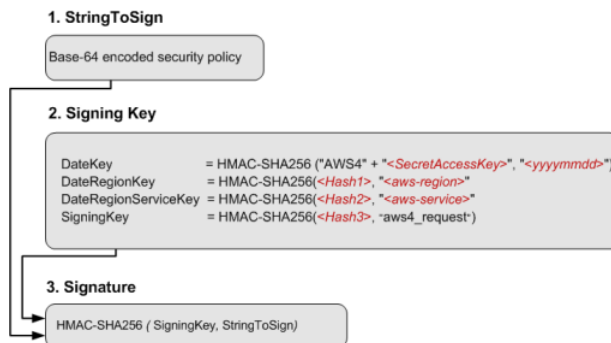 1. StringToSign
Base-64 encoded security policy
2. Signing Key
DateKey = HMAC-SHA256 ("AWS4" + "<SecretAccessKey>", "<yyyymmdd>")
DateRegionKey = HMAC-SHA256(<Hash1>, "<aws-region>"
DateRegionServiceKey = HMAC-SHA256(<Hash2>, "<aws-service>"
SigningKey = HMAC-SHA256(<Hash3>, "aws4_request")
3. Signature
HMAC-SHA256 ( SigningKey, StringToSign)